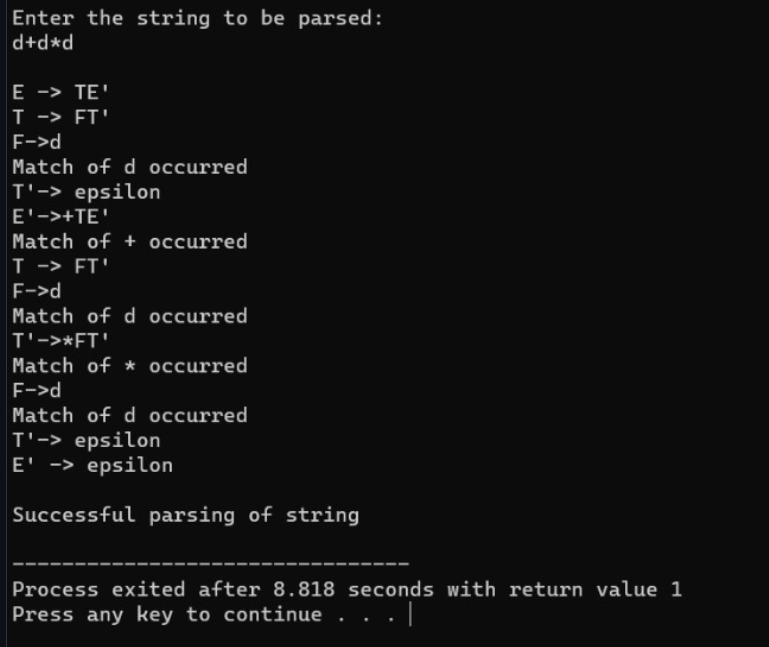 Enter the string to be parsed:
d+d*d
E -> TE'
T -> FT'
F->d
Match of d occurred
T'-> epsilon
E'->+TE'
Match of + occurred
T -> FT'
F->d
Match of d occurred
T'->*FT'
Match of * occurred
F->d
Match of d occurred
T'-> epsilon
E' -> epsilon
Successful parsing of string
--------------------------------
Process exited after 8.818 seconds with return value 1
Press any key to continue . . .